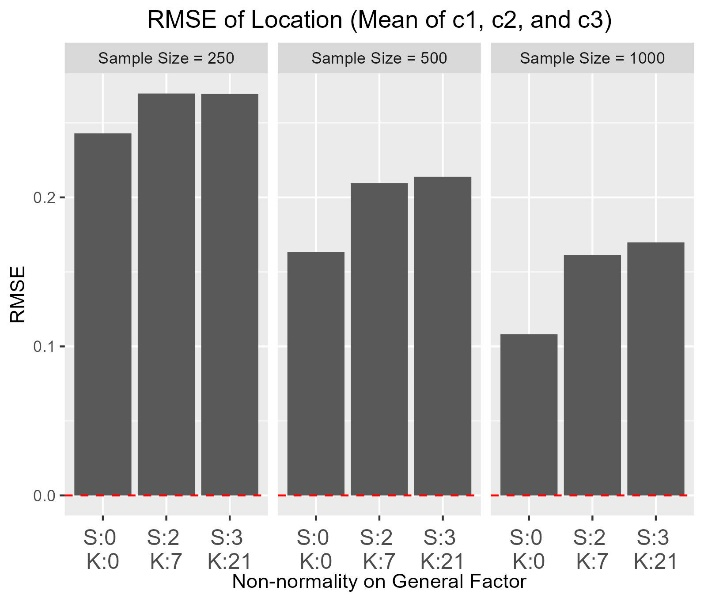 RMSE of Location (Mean of c1, c2, and c3)
Sample Size = 250 Sample Size = 500 Sample Size = 1000
RMSE
0.2
0.1
0.0
S:0 S:2 S:3 S:0 S:2 S:3 S:0 S:2 S:3
K:0 K:7 K:21 K:0 K:7 K:21 K:0 K:7 K:21
Non-normality on General Factor